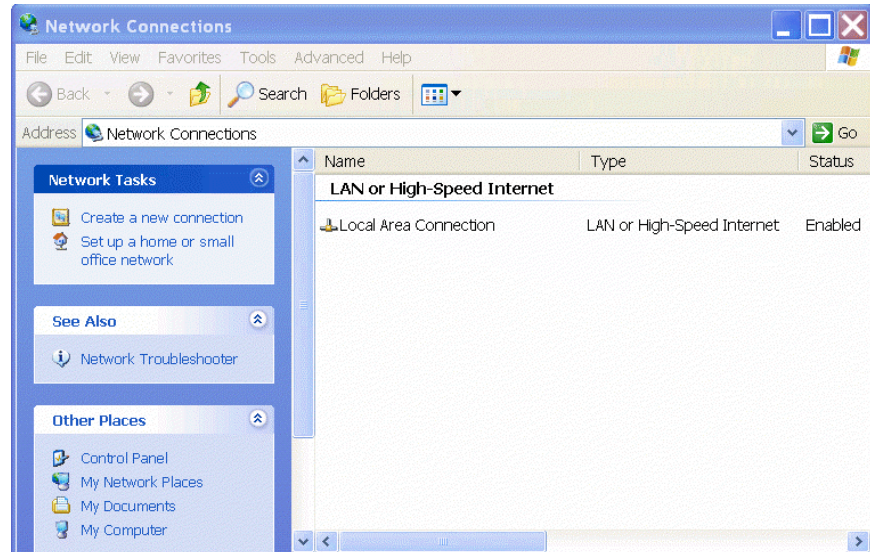 Network Connections
File Edit View Favorites Tools Advanced Help
Back Search Folders
Address Network Connections Go
Network Tasks
Create a new connection
Set up a home or small
office network
See Also
Network Troubleshooter
Other Places
Control Panel
My Network Places
My Documents
My Computer
Name Type Status
LAN or High-Speed Internet
Local Area Connection LAN or High-Speed Internet Enabled